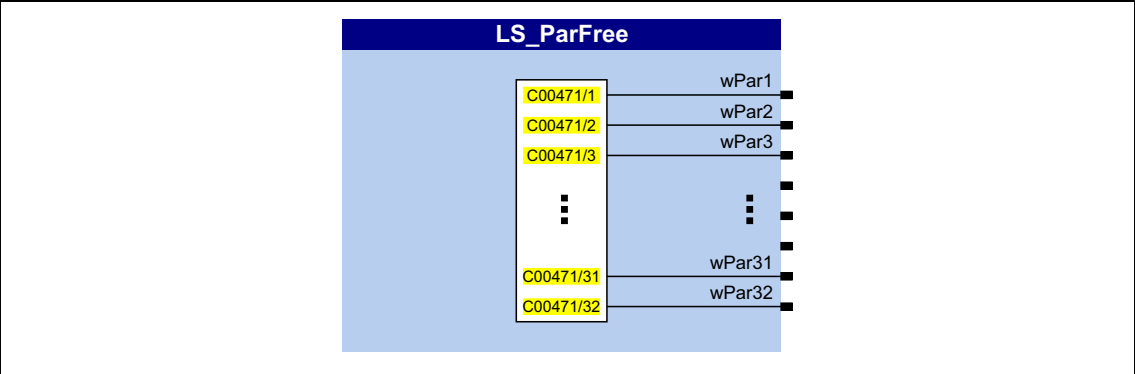 LS_ParFree
C00471/1 wPar1
C00471/2 wPar2
C00471/3 wPar3
C00471/31 wPar31
C00471/32 wPar32